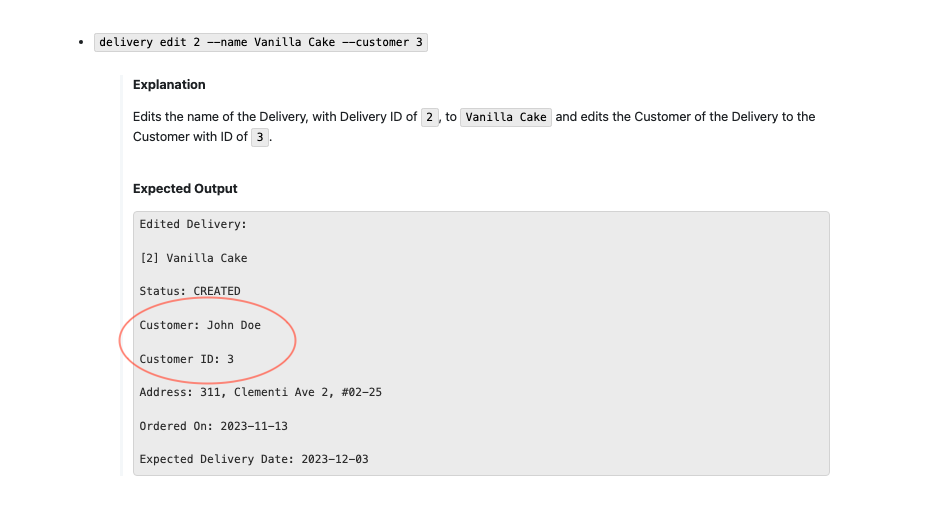 delivery edit 2 --name Vanilla Cake --customer 3
Explanation
Edits the name of the Delivery, with Delivery ID of 2, to Vanilla Cake and edits the Customer of the Delivery to the
Customer with ID of 3.
Expected Output
Edited Delivery:
[2] Vanilla Cake
Status: CREATED
Customer: John Doe
Customer ID: 3
Address: 311, Clementi Ave 2, #02-25
Ordered On: 2023-11-13
Expected Delivery Date: 2023-12-03